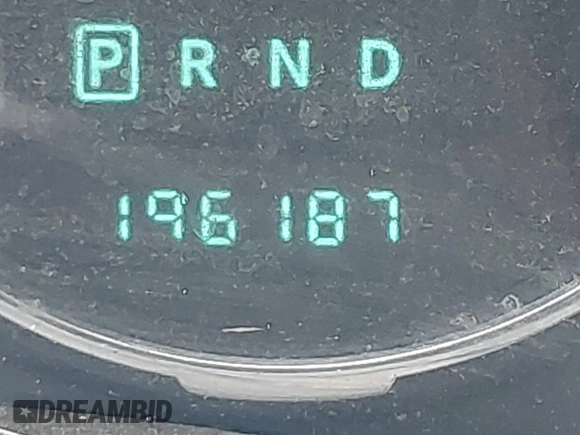 P R N D
196187
DREAMBID